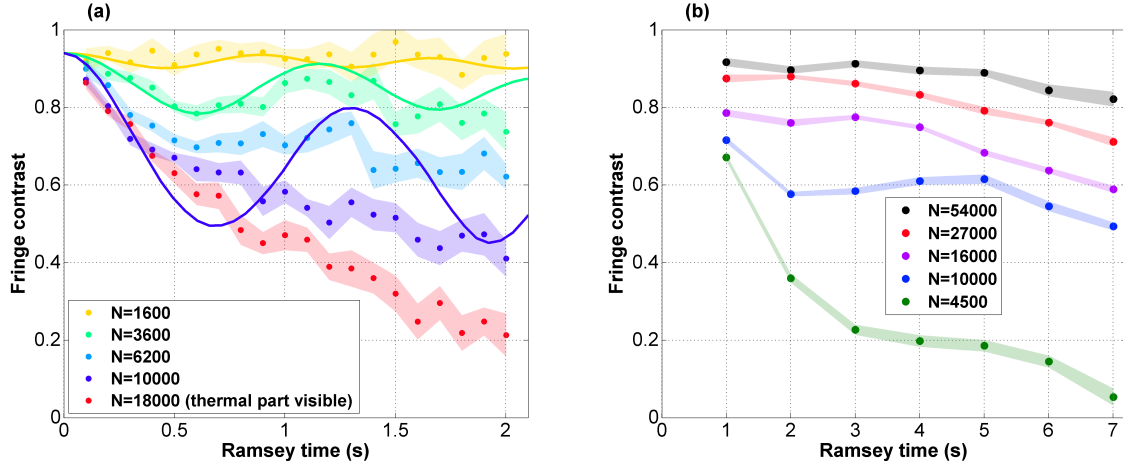 (a)
Fringe contrast
1
0.8
0.6
0.4
0.2
0
0
0.5
1
1.5
2
Ramsey time (s)
N=1600
N=3600
N=6200
N=10000
N=18000 (thermal part visible)
(b)
Fringe contrast
1
0.8
0.6
0.4
0.2
0
0
1
2
3
4
5
6
7
Ramsey time (s)
N=54000
N=27000
N=16000
N=10000
N=4500